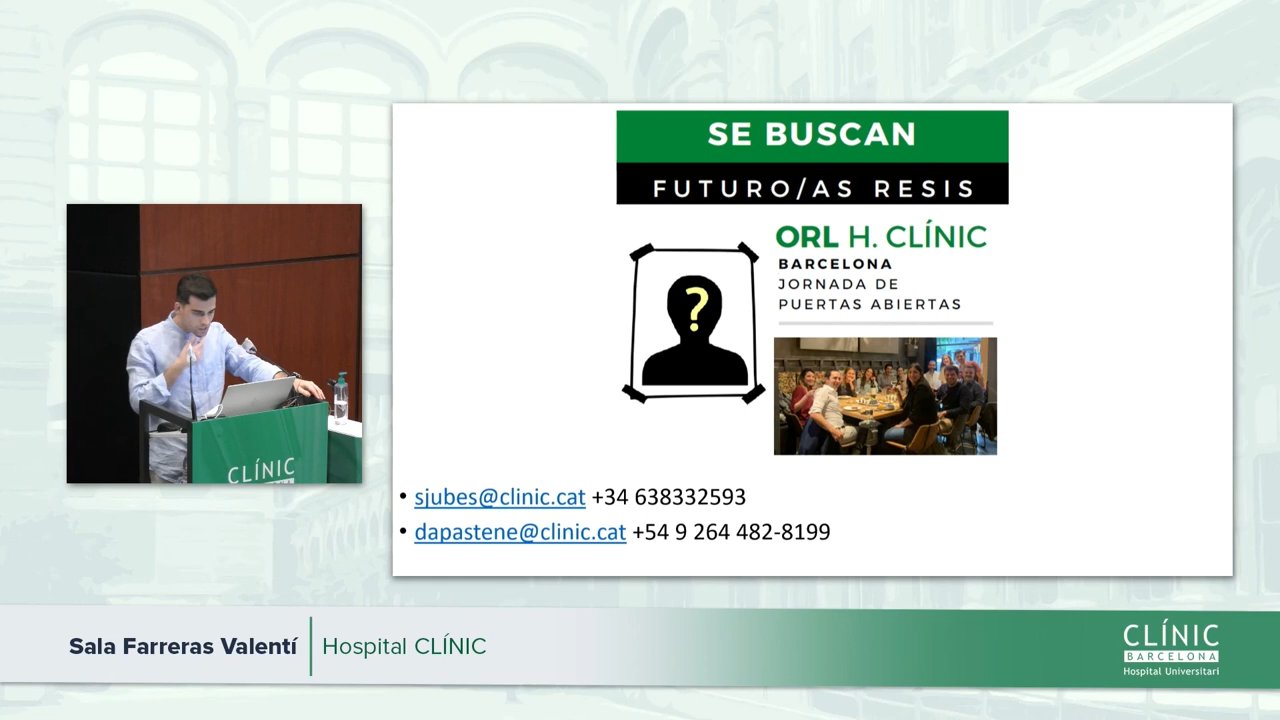 SE BUSCAN
FUTURO/AS RESIS
ORL H. CLÍNIC
BARCELONA
JORNADA DE
PUERTAS ABIERTAS
?
• sjubes@clinic.cat +34 638332593
• dapastene@clinic.cat +54 9 264 482-8199
CLÍNIC
Sala Farreras Valentí
Hospital CLÍNIC
CLÍNIC
BARCELONA
Hospital Universitari